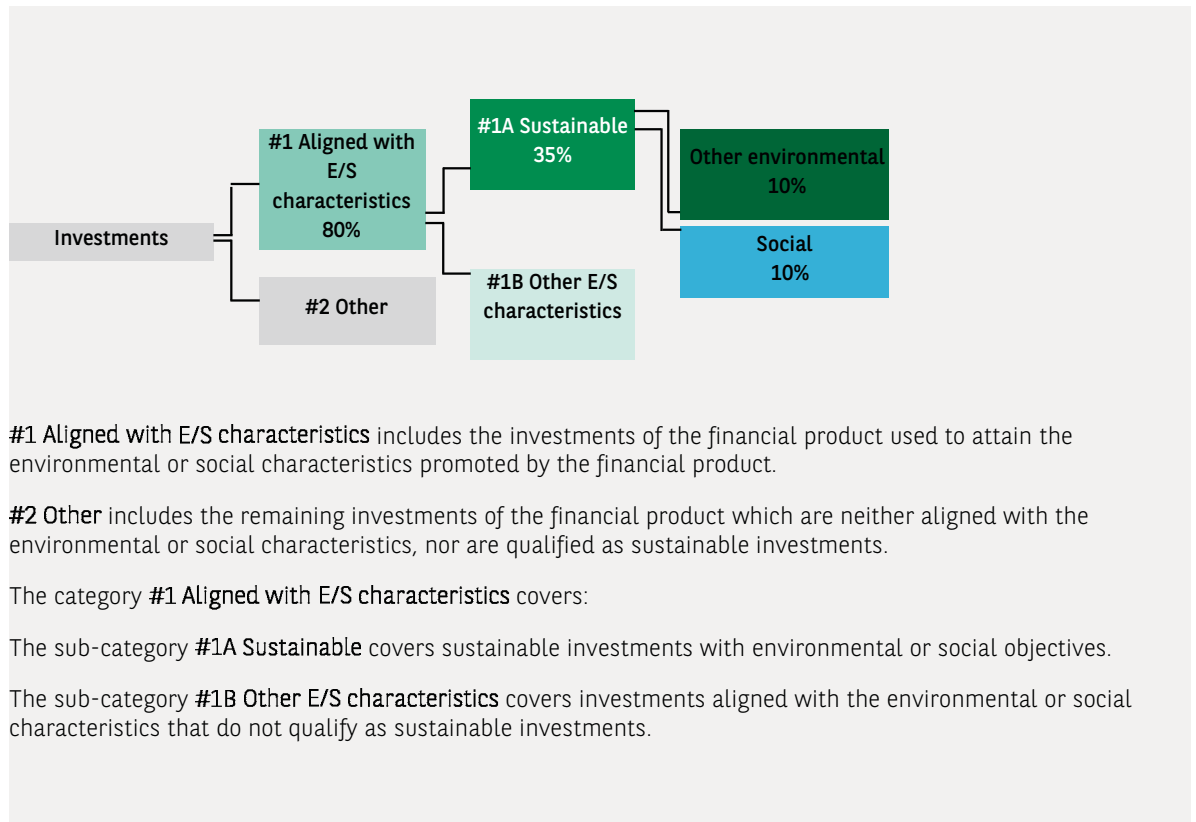 #1A Sustainable
35%
#1 Aligned with
E/S
characteristics
80%
Other environmental
10%
Investments
Social
10%
#2 Other
#1B Other E/S
characteristics
#1 Aligned with E/S characteristics includes the investments of the financial product used to attain the
environmental or social characteristics promoted by the financial product.
#2 Other includes the remaining investments of the financial product which are neither aligned with the
environmental or social characteristics, nor are qualified as sustainable investments.
The category #1 Aligned with E/S characteristics covers:
The sub-category #1A Sustainable covers sustainable investments with environmental or social objectives.
The sub-category #1B Other E/S characteristics covers investments aligned with the environmental or social
characteristics that do not qualify as sustainable investments.